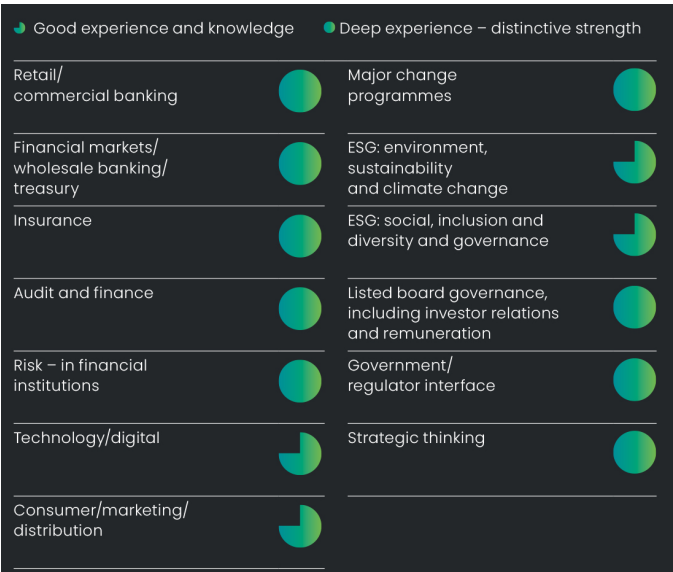 Good experience and knowledge
Deep experience – distinctive strength
Retail/
commercial banking
Financial markets/
wholesale banking/
treasury
Insurance
Audit and finance
Risk – in financial
institutions
Technology/digital
Consumer/marketing/
distribution
Major change
programmes
ESG: environment,
sustainability
and climate change
ESG: social, inclusion and
diversity and governance
Listed board governance,
including investor relations
and remuneration
Government/
regulator interface
Strategic thinking